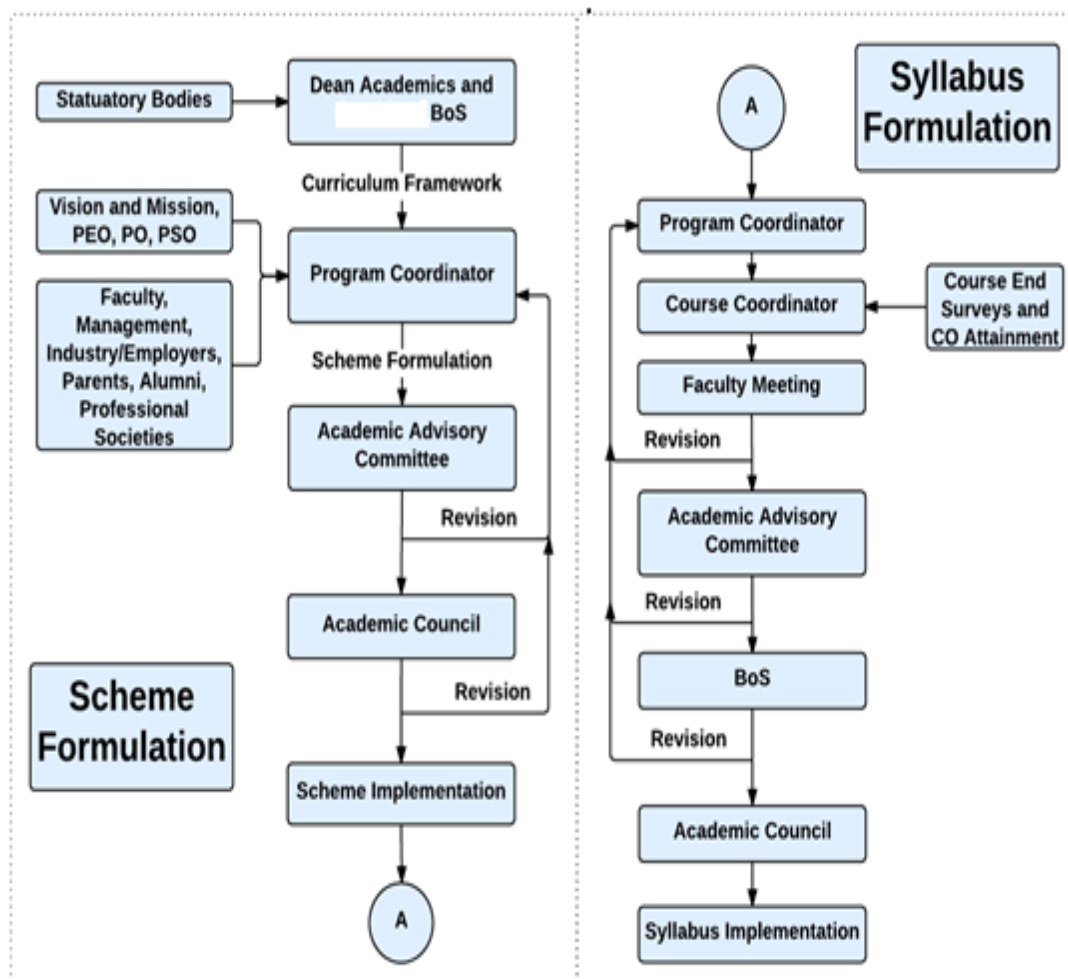 Statuatory Bodies
Dean Academics and
BoS
Curriculum Framework
Vision and Mission,
PEO, PO, PSO
Program Coordinator
Faculty,
Management,
Industry/Employers,
Parents, Alumni,
Professional
Societies
Scheme Formulation
Academic Advisory
Committee
Revision
Academic Council
Revision
Scheme
Formulation
Scheme Implementation
A
Syllabus
Formulation
A
Program Coordinator
Course Coordinator
Course End
Surveys and
CO Attainment
Faculty Meeting
Revision
Academic Advisory
Committee
Revision
BoS
Revision
Academic Council
Syllabus Implementation